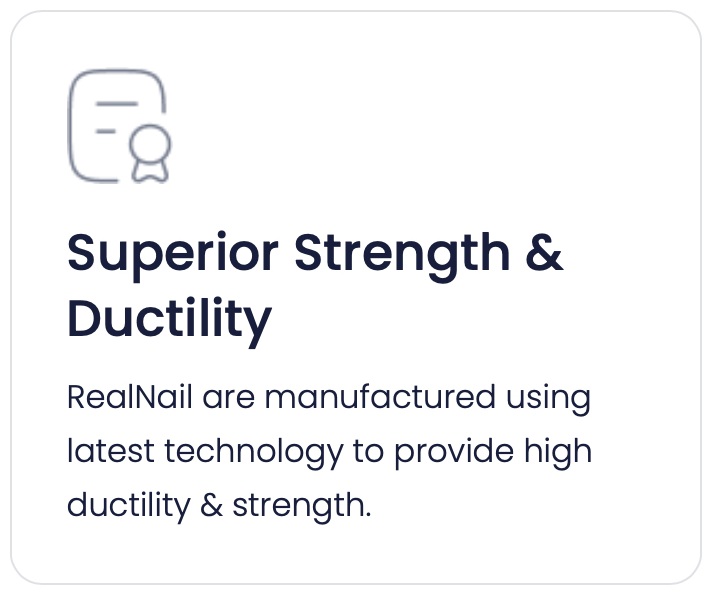 Superior Strength &
Ductility
RealNail are manufactured using
latest technology to provide high
ductility & strength.